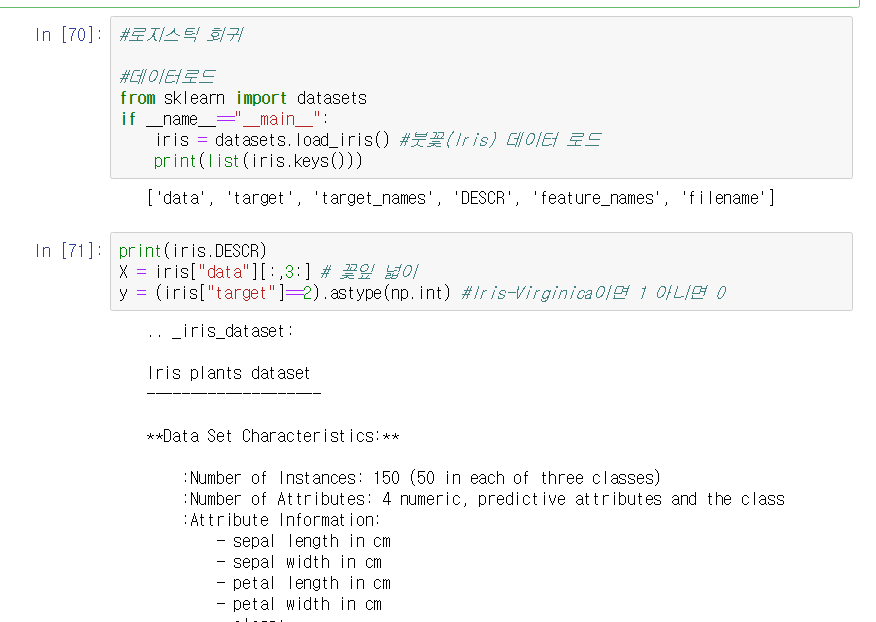 In [70]: #로지스틱 회귀
#데이터로드
from sklearn import datasets
if __name__=="__main__":
    iris = datasets.load_iris() #붓꽃(Iris) 데이터 로드
    print(list(iris.keys()))
['data', 'target', 'target_names', 'DESCR', 'feature_names', 'filename']
In [71]: print(iris.DESCR)
X = iris["data"][:,3:] # 꽃잎 넓이
y = (iris["target"]==2).astype(np.int) #Iris-Virginica이면 1 아니면 0
.. _iris_dataset:
Iris plants dataset
--------------------
**Data Set Characteristics:**
    :Number of Instances: 150 (50 in each of three classes)
    :Number of Attributes: 4 numeric, predictive attributes and the class
    :Attribute Information:
        - sepal length in cm
        - sepal width in cm
        - petal length in cm
        - petal width in cm